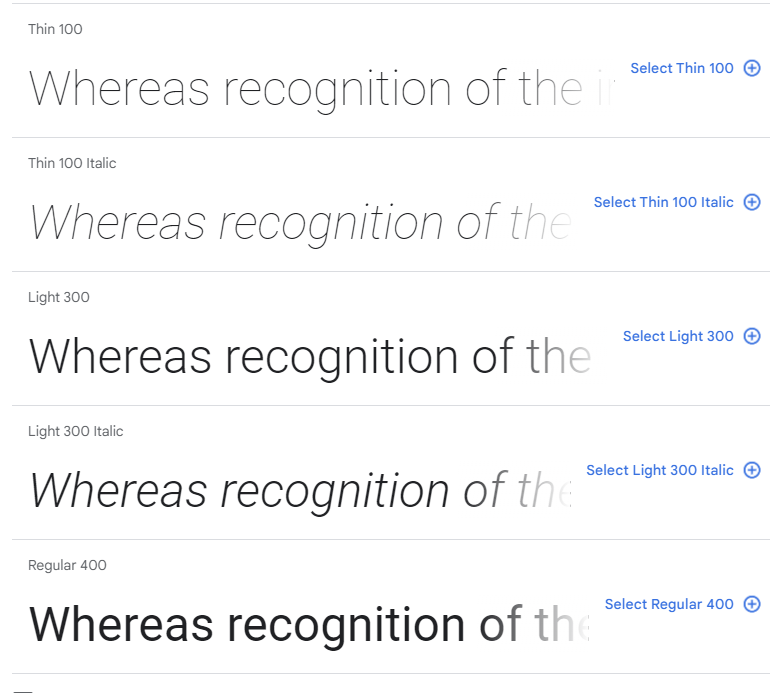 Thin 100
Whereas recognition of the
Select Thin 100
Thin 100 Italic
Whereas recognition of the
Select Thin 100 Italic
Light 300
Whereas recognition of the
Select Light 300
Light 300 Italic
Whereas recognition of the
Select Light 300 Italic
Regular 400
Whereas recognition of the
Select Regular 400